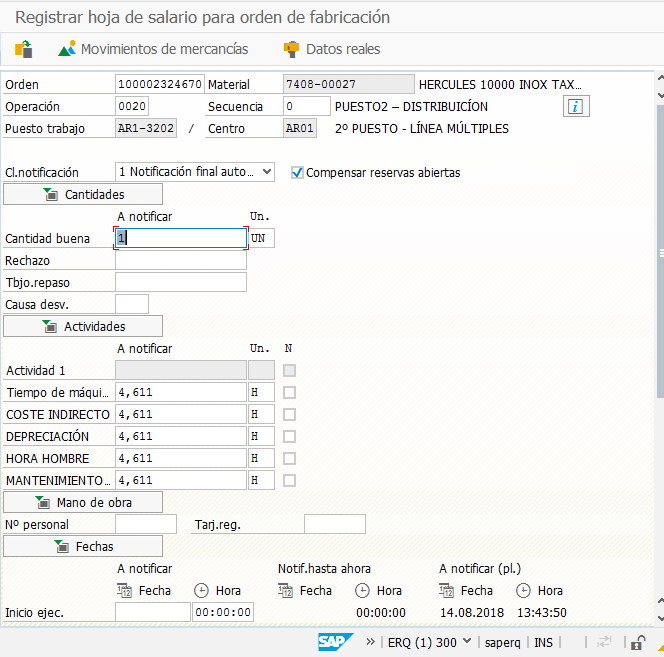 Registrar hoja de salario para orden de fabricación
Movimientos de mercancías Datos reales
Orden 100002324670 Material 7408-00027 HERCULES 10000 INOX TAX...
Operación 0020 Secuencia 0 PUESTO2 – DISTRIBUICÍON
Puesto trabajo AR1-3202 / Centro AR01 2º PUESTO - LÍNEA MÚLTIPLES
Cl.notificación 1 Notificación final auto... Compensar reservas abiertas
Cantidades
A notificar Un.
Cantidad buena 1 UN
Rechazo
Tbjo.repaso
Causa desv.
Actividades
A notificar Un. N
Actividad 1
Tiempo de máqui... 4,611 H
COSTE INDIRECTO 4,611 H
DEPRECIACIÓN 4,611 H
HORA HOMBRE 4,611 H
MANTENIMIENTO... 4,611 H
Mano de obra
Nº personal Tarj.reg.
Fechas
A notificar Notif.hasta ahora A notificar (pl.)
Fecha Hora Fecha Hora Fecha Hora
Inicio ejec. 00:00:00 00:00:00 14.08.2018 13:43:50
SAP » ERQ (1) 300 saperq INS